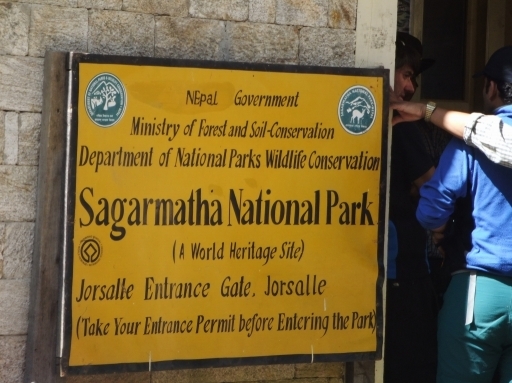 NEpal Government
Ministry of Forest and Soil-Conservation
Department of National Parks Wildlife Conservation
Sagarmatha National Park
(A World Heritage Site)
Jorsalle Entrance Gate, Jorsalle
(Take Your Entrance Permit before Entering the Park)